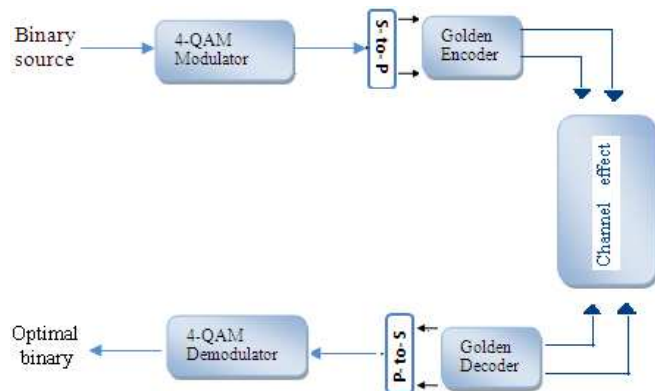 Binary
source
4-QAM
Modulator
S-to-P
Golden
Encoder
Channel effect
Optimal
binary
4-QAM
Demodulator
P-to-S
Golden
Decoder